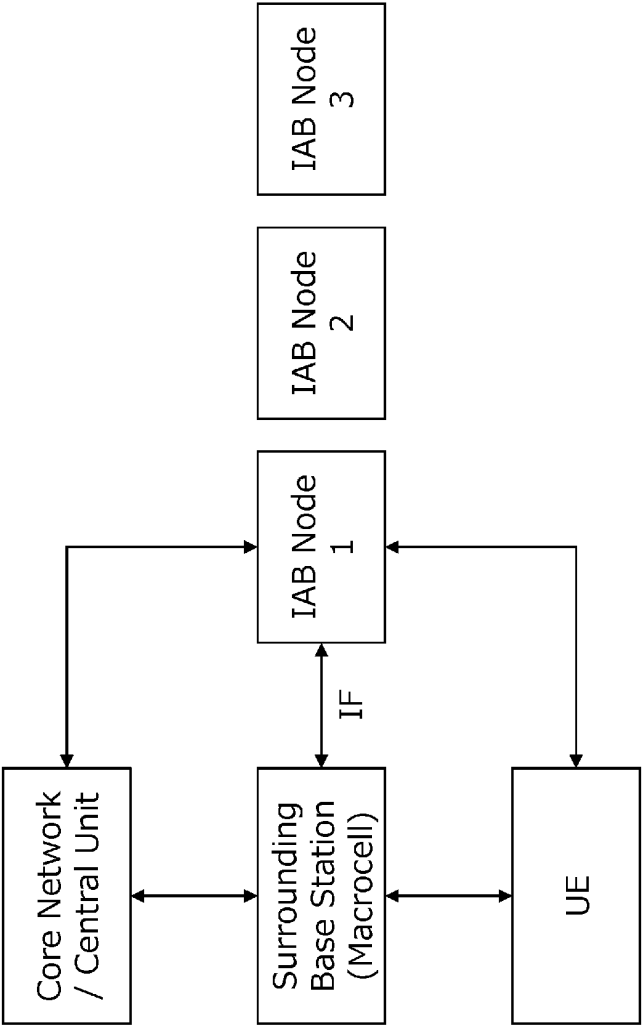 Core Network
/ Central Unit
Surrounding
Base Station
(Macrocell)
UE
IF
IAB Node
1
IAB Node
2
IAB Node
3